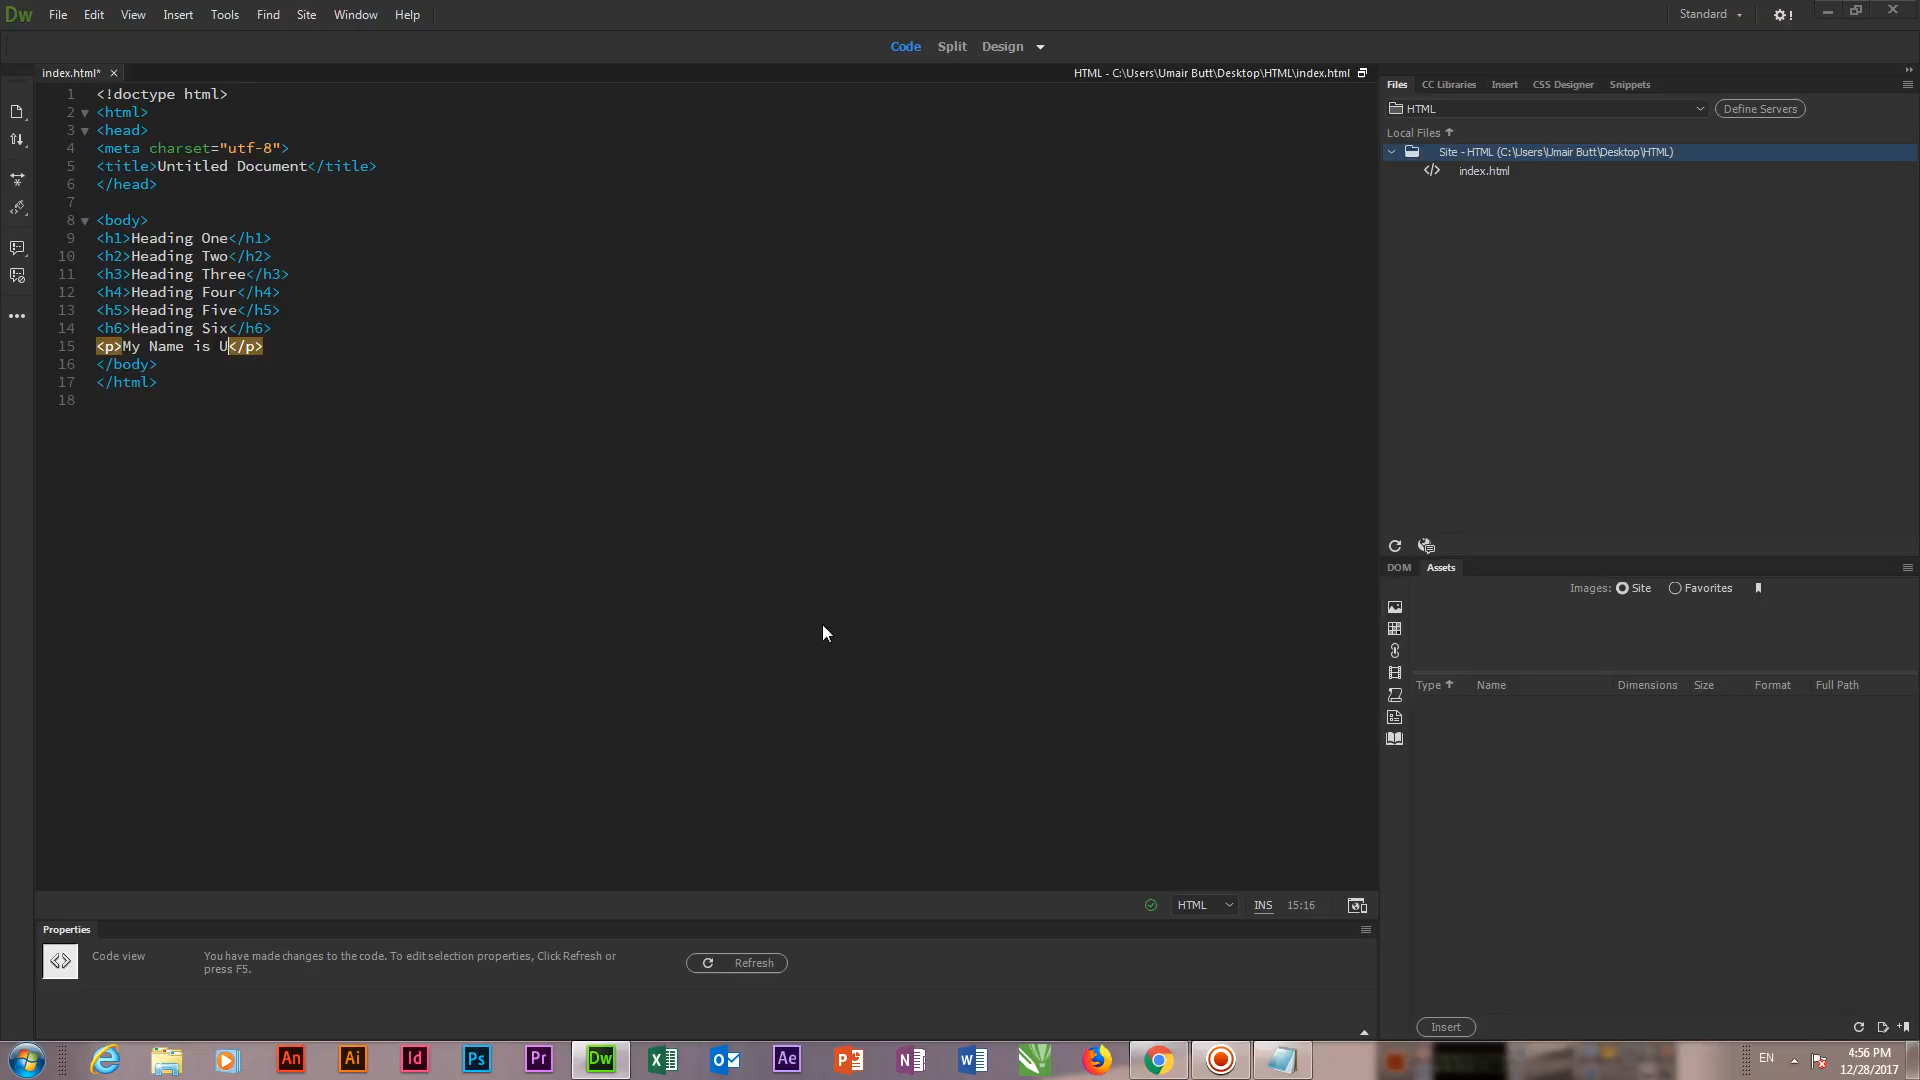 Dw File Edit View Insert Tools Find Site Window Help Standard !
Code Split Design
index.html* × HTML - C:\Users\Umair Butt\Desktop\HTML\index.html
1 <!doctype html>
2 <html>
3 <head>
4 <meta charset="utf-8">
5 <title>Untitled Document</title>
6 </head>
7
8 <body>
9 <h1>Heading One</h1>
10 <h2>Heading Two</h2>
11 <h3>Heading Three</h3>
12 <h4>Heading Four</h4>
13 <h5>Heading Five</h5>
14 <h6>Heading Six</h6>
15 <p>My Name is U</p>
16 </body>
17 </html>
18
Files CC Libraries Insert CSS Designer Snippets
HTML Define Servers
Local Files
Site - HTML (C:\Users\Umair Butt\Desktop\HTML)
</> index.html
DOM Assets
Images: Site Favorites
Type Name Dimensions Size Format Full Path
HTML INS 15:16
Properties
Code view You have made changes to the code. To edit selection properties, Click Refresh or
press F5.
Refresh
Insert
An Ai Id Ps Pr Dw Ae
EN 4:56 PM
12/28/2017